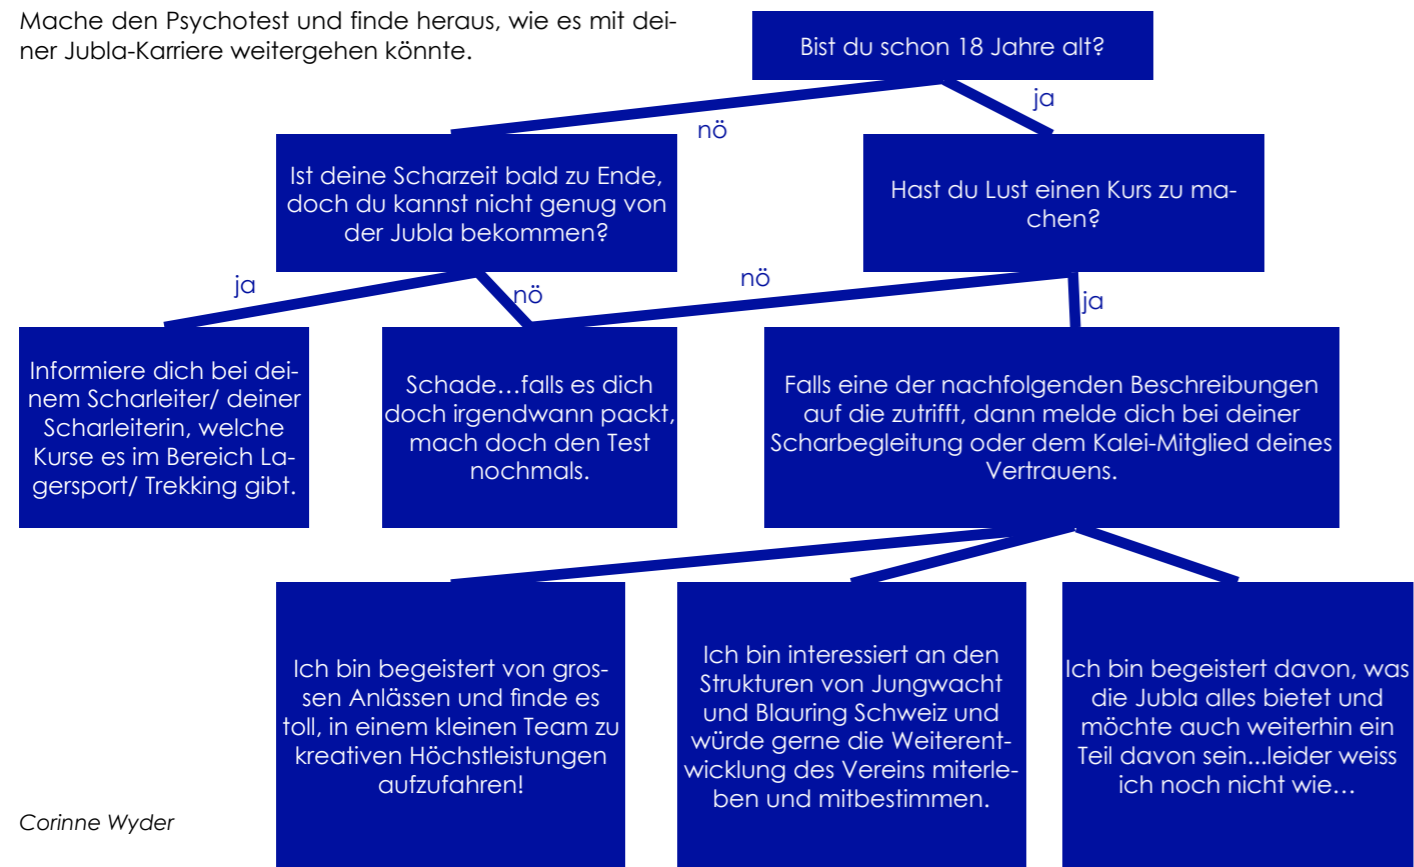 Mache den Psychotest und finde heraus, wie es mit dei-
ner Jubla-Karriere weitergehen könnte.
Bist du schon 18 Jahre alt?
nö
ja
Ist deine Scharzeit bald zu Ende,
doch du kannst nicht genug von
der Jubla bekommen?
Hast du Lust einen Kurs zu ma-
chen?
ja
nö
nö
ja
Informiere dich bei dei-
nem Scharleiter/ deiner
Scharleiterin, welche
Kurse es im Bereich La-
gersport/ Trekking gibt.
Schade…falls es dich
doch irgendwann packt,
mach doch den Test
nochmals.
Falls eine der nachfolgenden Beschreibungen
auf die zutrifft, dann melde dich bei deiner
Scharbegleitung oder dem Kalei-Mitglied deines
Vertrauens.
Ich bin begeistert von gros-
sen Anlässen und finde es
toll, in einem kleinen Team zu
kreativen Höchstleistungen
aufzufahren!
Ich bin interessiert an den
Strukturen von Jungwacht
und Blauring Schweiz und
würde gerne die Weiterent-
wicklung des Vereins miterle-
ben und mitbestimmen.
Ich bin begeistert davon, was
die Jubla alles bietet und
möchte auch weiterhin ein
Teil davon sein...leider weiss
ich noch nicht wie…
Corinne Wyder